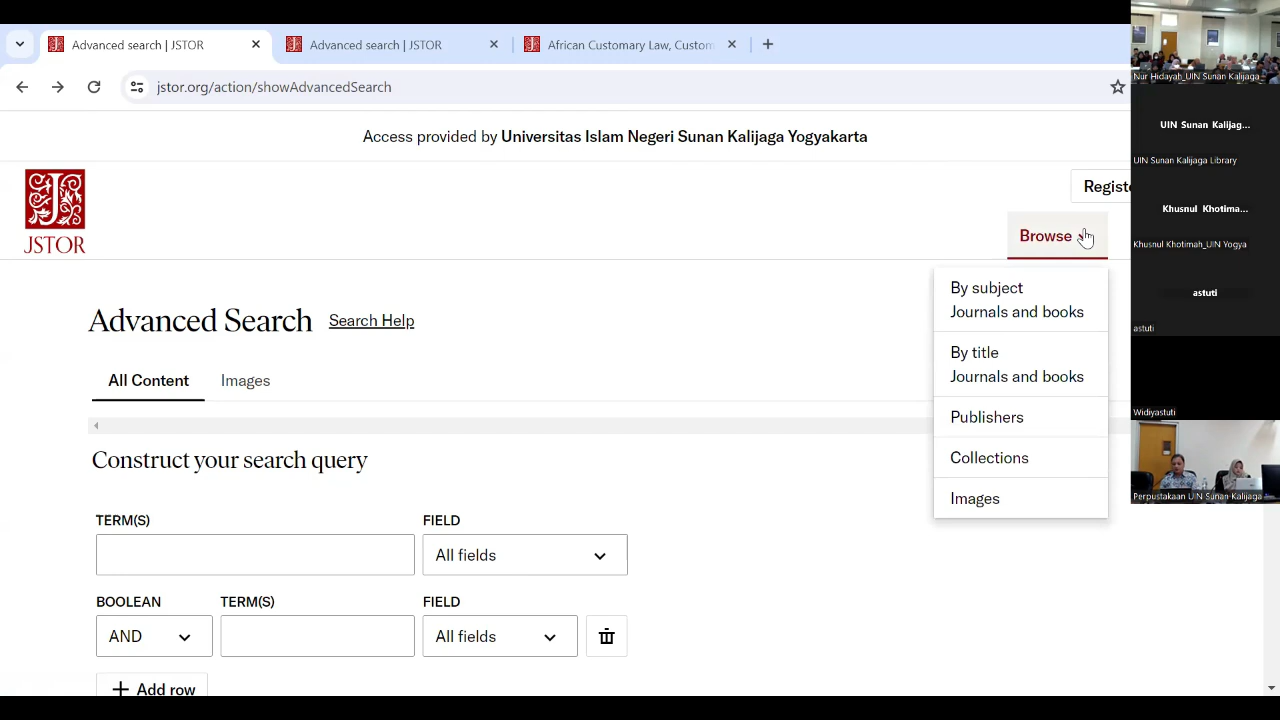 Advanced search | JSTOR
Advanced search | JSTOR
African Customary Law, Custom
jstor.org/action/showAdvancedSearch
Access provided by Universitas Islam Negeri Sunan Kalijaga Yogyakarta
JSTOR
Registe
Browse
By subject
Journals and books
By title
Journals and books
Publishers
Collections
Images
Advanced Search Search Help
All Content Images
Construct your search query
TERM(S) FIELD
All fields
BOOLEAN TERM(S) FIELD
AND All fields
Add row
Nur Hidayah_UIN Sunan Kalijaga
UIN Sunan Kalijag...
UIN Sunan Kalijaga Library
Khusnul Khotima...
Khusnul Khotimah_UIN Yogya
astuti
astuti
Widiyastuti
Perpustakaan UIN Sunan Kalijaga